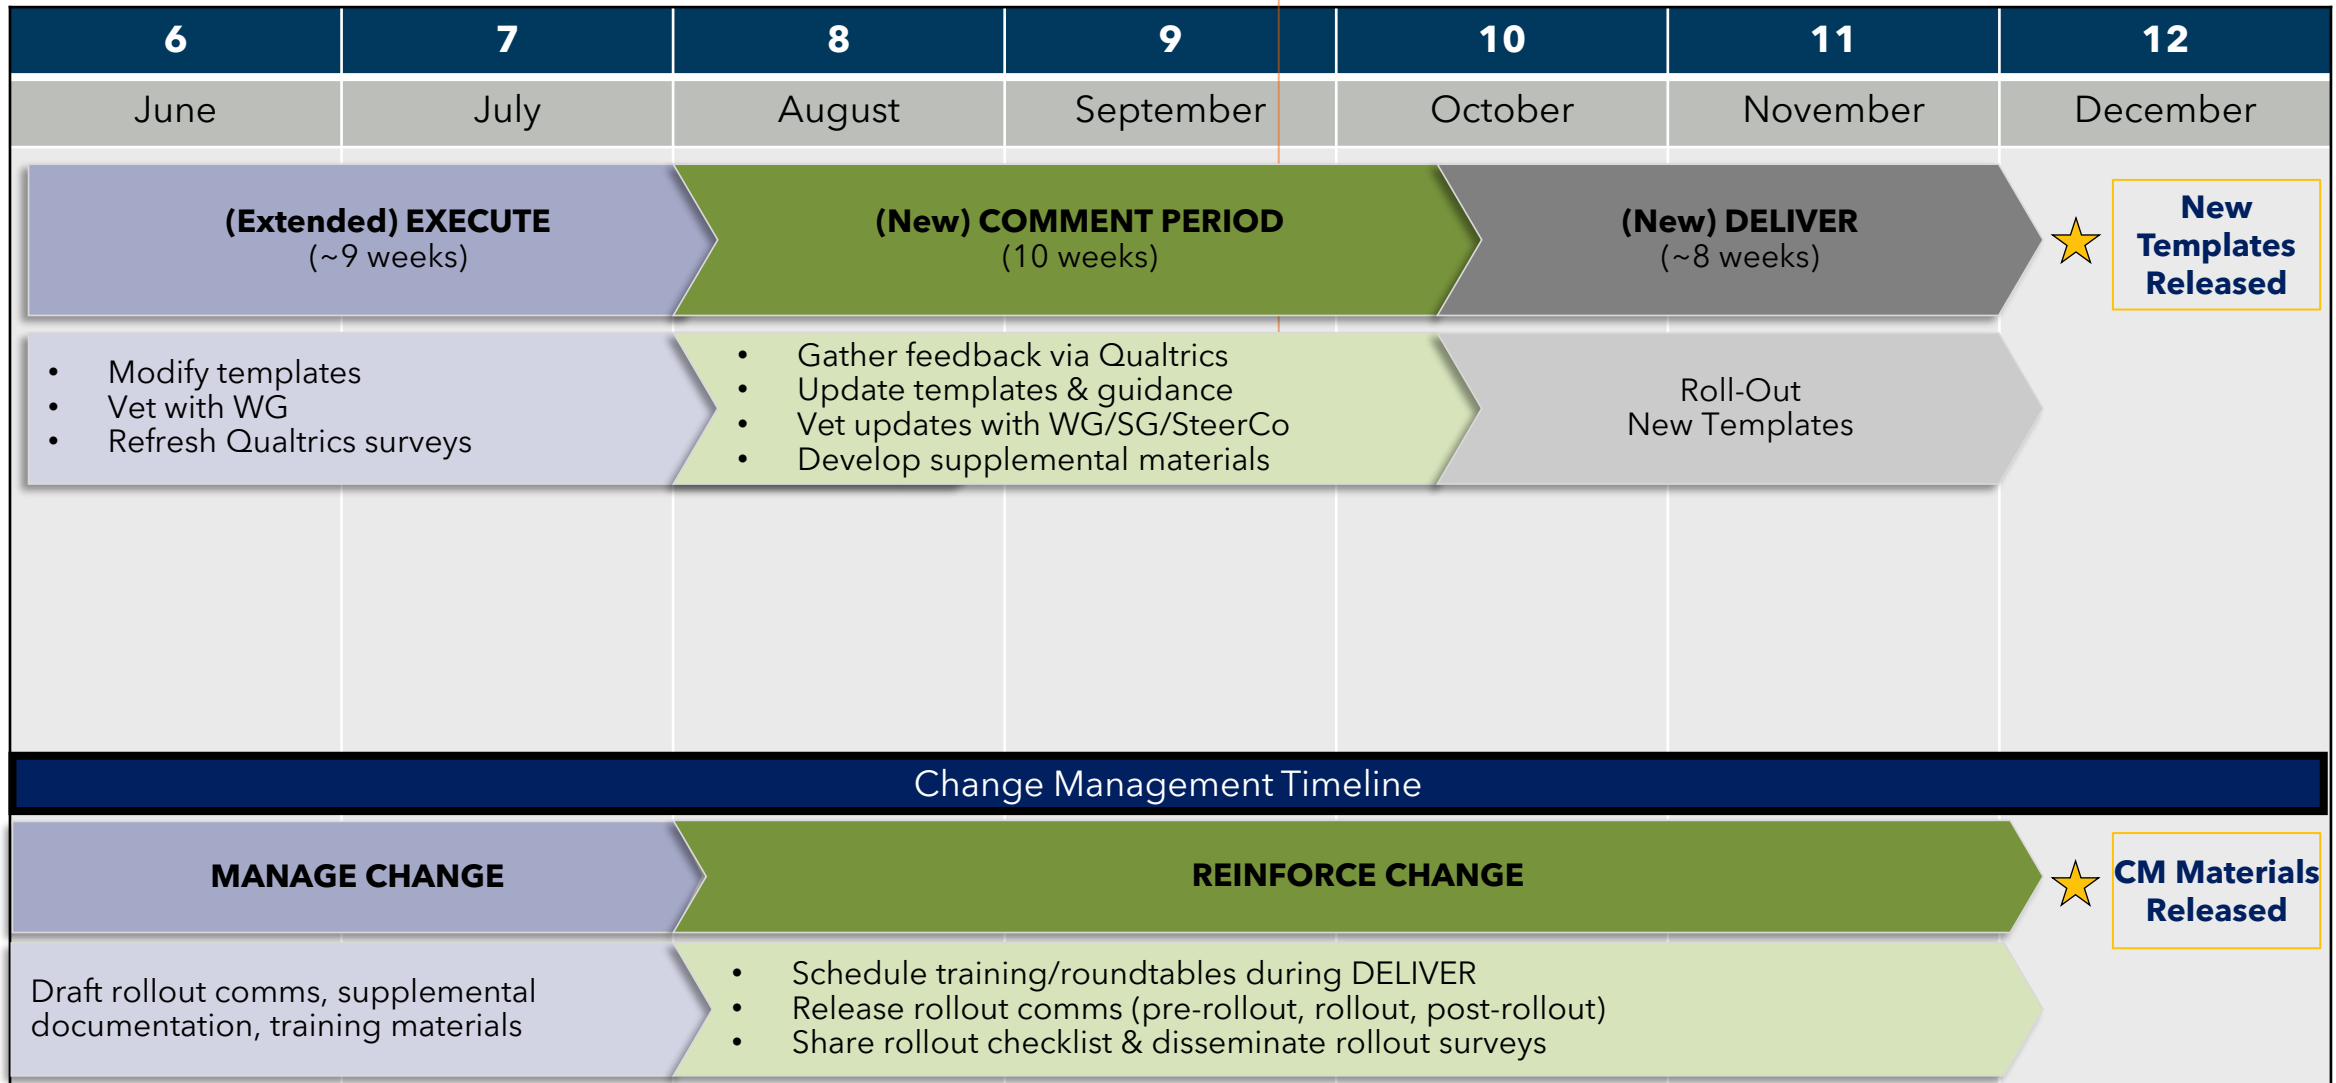 6 7 8 9 10 11 12
June July August September October November December
(Extended) EXECUTE
(~9 weeks)
(New) COMMENT PERIOD
(10 weeks)
(New) DELIVER
(~8 weeks)
New
Templates
Released
• Modify templates
• Vet with WG
• Refresh Qualtrics surveys
• Gather feedback via Qualtrics
• Update templates & guidance
• Vet updates with WG/SG/SteerCo
• Develop supplemental materials
Roll-Out
New Templates
Change Management Timeline
MANAGE CHANGE
REINFORCE CHANGE
CM Materials
Released
Draft rollout comms, supplemental
documentation, training materials
• Schedule training/roundtables during DELIVER
• Release rollout comms (pre-rollout, rollout, post-rollout)
• Share rollout checklist & disseminate rollout surveys